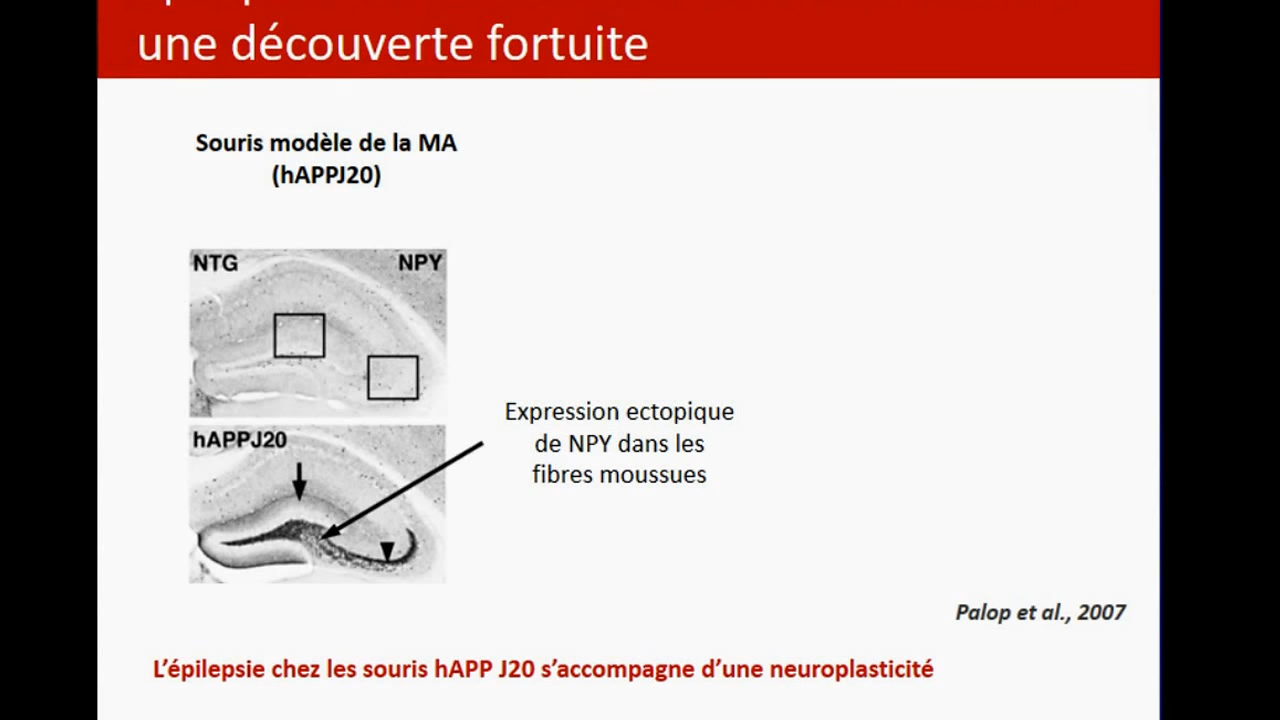 une découverte fortuite
Souris modèle de la MA
(hAPPJ20)
NTG
NPY
hAPPJ20
Expression ectopique
de NPY dans les
fibres moussues
Palop et al., 2007
L’épilepsie chez les souris hAPP J20 s’accompagne d’une neuroplasticité